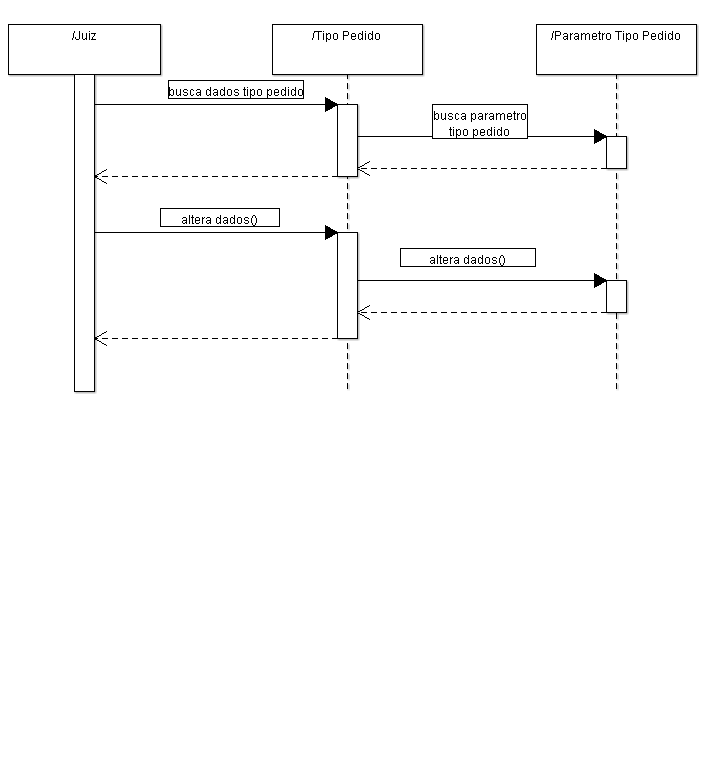 /Juiz
/Tipo Pedido
/Parametro Tipo Pedido
busca dados tipo pedido
busca parametro
tipo pedido
altera dados()
altera dados()